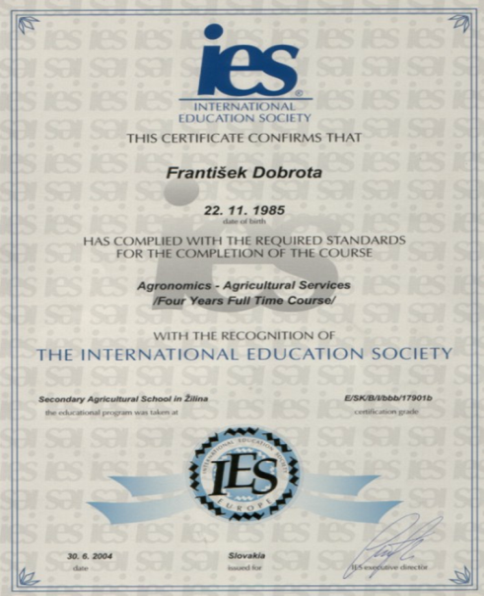 ies®
INTERNATIONAL
EDUCATION SOCIETY
THIS CERTIFICATE CONFIRMS THAT
František Dobrota
22. 11. 1985
date of birth
HAS COMPLIED WITH THE REQUIRED STANDARDS
FOR THE COMPLETION OF THE COURSE
Agronomics - Agricultural Services
/Four Years Full Time Course/
WITH THE RECOGNITION OF
THE INTERNATIONAL EDUCATION SOCIETY
Secondary Agricultural School in Žilina
the educational program was taken at
E/SK/B/I/bbb/17901b
certification grade
INTERNATIONAL EDUCATION SOCIETY
IES
EUROPE
30. 6. 2004
date
Slovakia
issued for
IES executive director